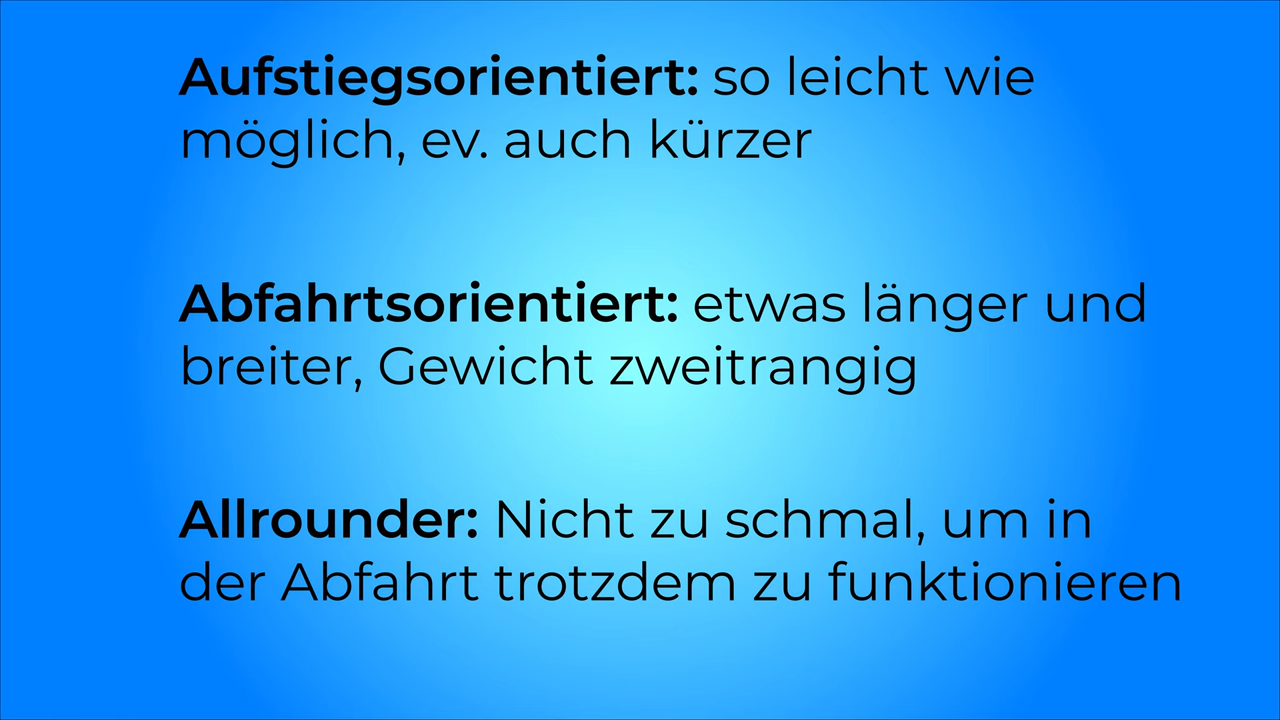 Aufstiegsorientiert: so leicht wie
möglich, ev. auch kürzer
Abfahrtsorientiert: etwas länger und
breiter, Gewicht zweitrangig
Allrounder: Nicht zu schmal, um in
der Abfahrt trotzdem zu funktionieren